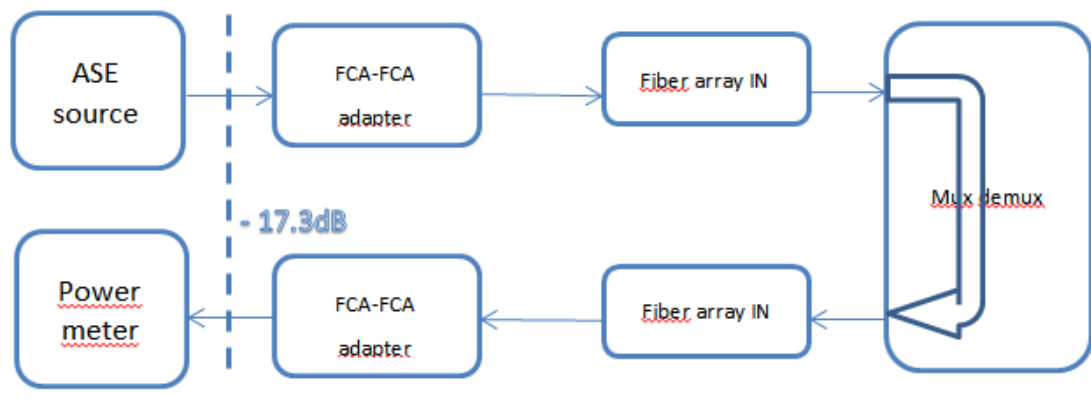 ASE
source
FCA-FCA
adapter
Fiber array IN
Mux demux
- 17.3dB
Power
meter
FCA-FCA
adapter
Fiber array IN